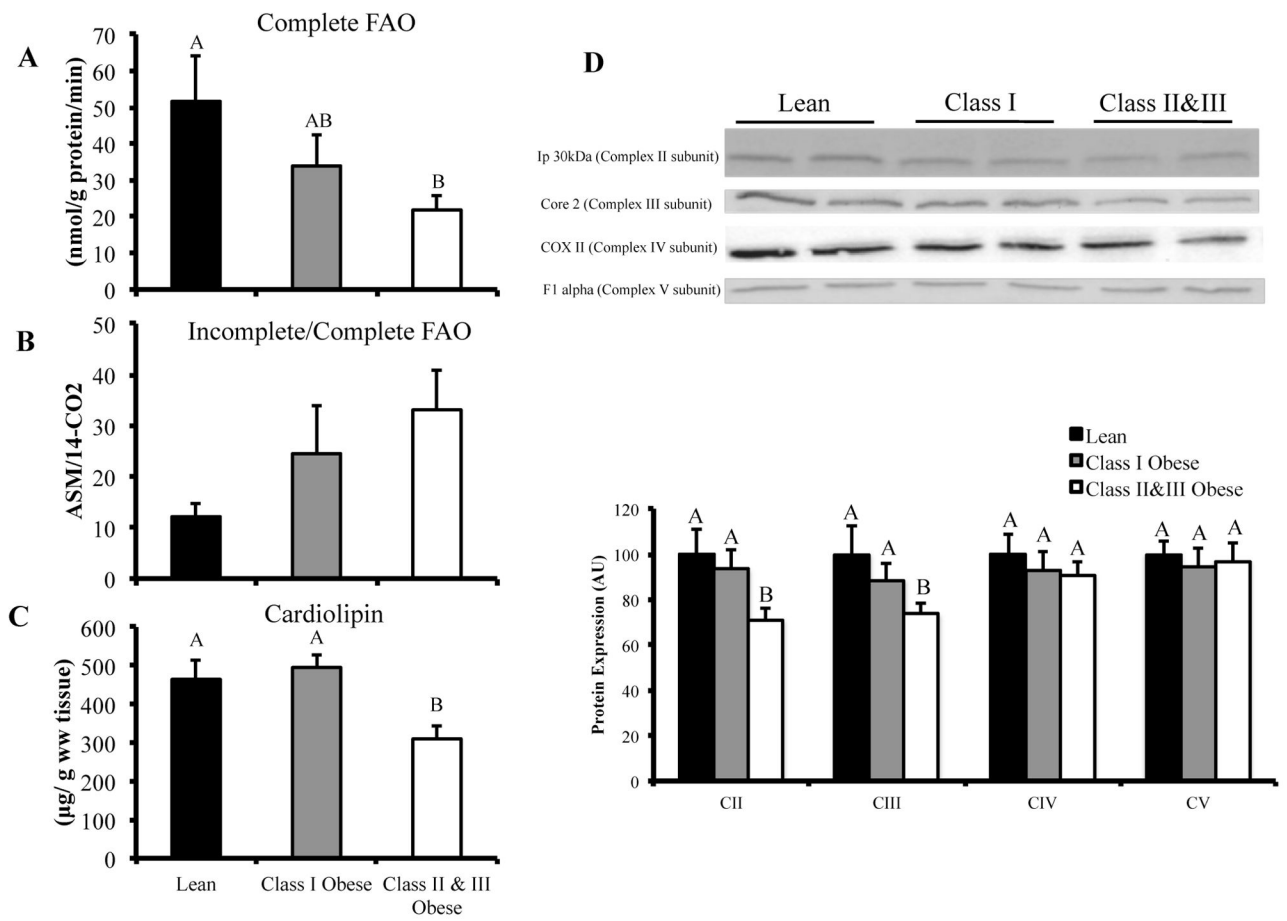 A
Complete FAO
(nmol/g protein/min)
70
60
50
40
30
20
10
0
A
AB
B
B
Incomplete/Complete FAO
ASM/14-CO2
50
40
30
20
10
0
C
Cardiolipin
(µg/ g ww tissue)
600
500
400
300
200
100
0
A
A
B
Lean
Class I Obese
Class II & III
Obese
D
Lean
Class I
Class II&III
Ip 30kDa (Complex II subunit)
Core 2 (Complex III subunit)
COX II (Complex IV subunit)
F1 alpha (Complex V subunit)
Lean
Class I Obese
Class II&III Obese
Protein Expression (AU)
120
100
80
60
40
20
0
A
A
B
A
A
B
A
A
A
A
A
A
CII
CIII
CIV
CV